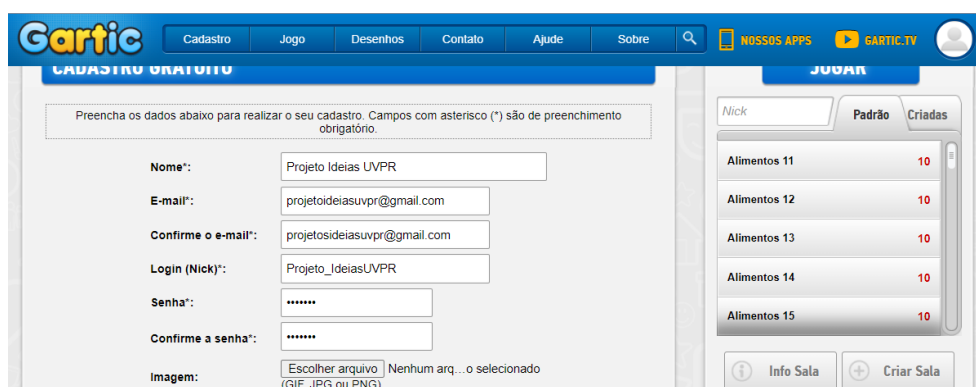 Gartic Cadastro Jogo Desenhos Contato Ajude Sobre NOSSOS APPS GARTIC.TV
CADASTRO GRATUITO
Preencha os dados abaixo para realizar o seu cadastro. Campos com asterisco (*) são de preenchimento
obrigatório.
Nome*: Projeto Ideias UVPR
E-mail*: projetoideiasuvpr@gmail.com
Confirme o e-mail*: projetosideiasuvpr@gmail.com
Login (Nick)*: Projeto_IdeiasUVPR
Senha*: •••••••
Confirme a senha*: •••••••
Imagem: Escolher arquivo Nenhum arq...o selecionado
(GIF, JPG ou PNG)
JOGAR
Nick Padrão Criadas
Alimentos 11 10
Alimentos 12 10
Alimentos 13 10
Alimentos 14 10
Alimentos 15 10
Info Sala Criar Sala